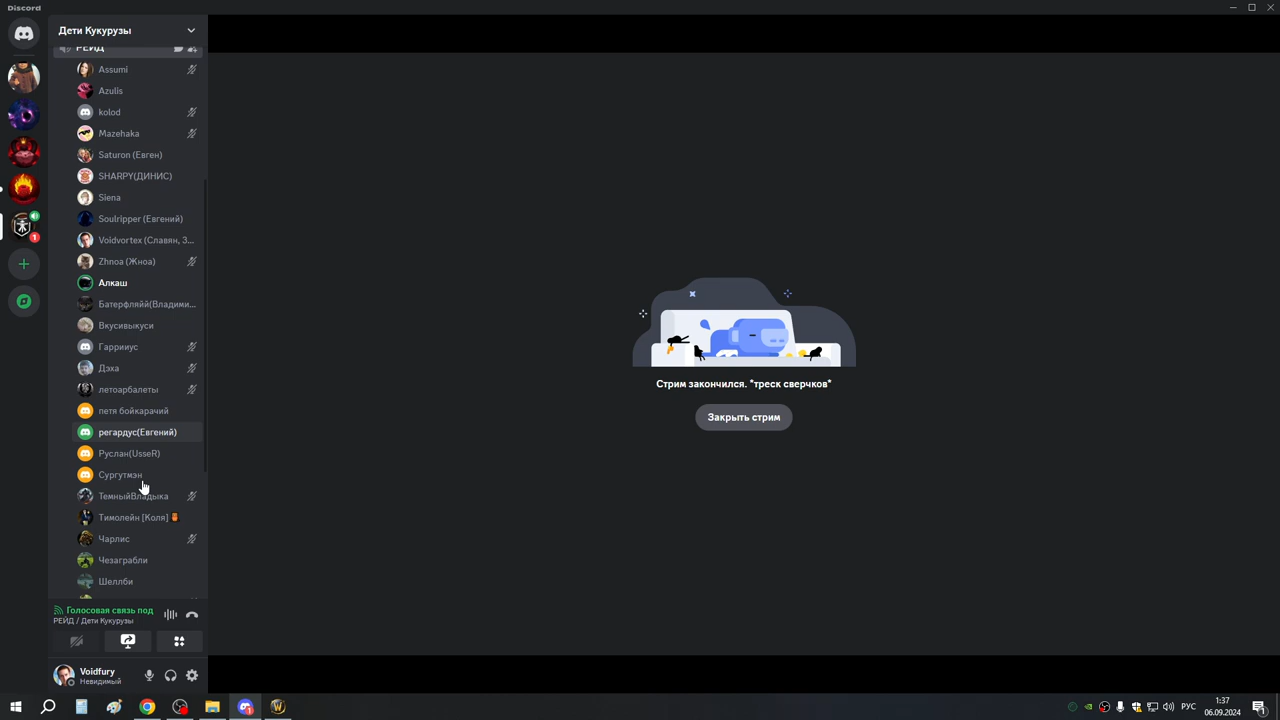 Discord
Дети Кукурузы
РЕЙД
Assumi
Azulis
kolod
Mazehaka
Saturon (Евген)
SHARPY(ДИНИС)
Siena
Soulripper (Евгений)
Voidvortex (Славян, З...
Zhnoa (Жноа)
Алкаш
Батерфляйй(Владими...
Вкусивыкуси
Гаррииус
Дэха
летоарбалеты
петя бойкарачий
регардус(Евгений)
Руслан(UsseR)
Сургутмэн
ТемныйВладыка
Тимолейн [Коля]
Чарлис
Чезаграбли
Шеллби
Стрим закончился. *треск сверчков*
Закрыть стрим
1
Голосовая связь под
РЕЙД / Дети Кукурузы
Voidfury
Невидимый
РУС
1:37
06.09.2024
1